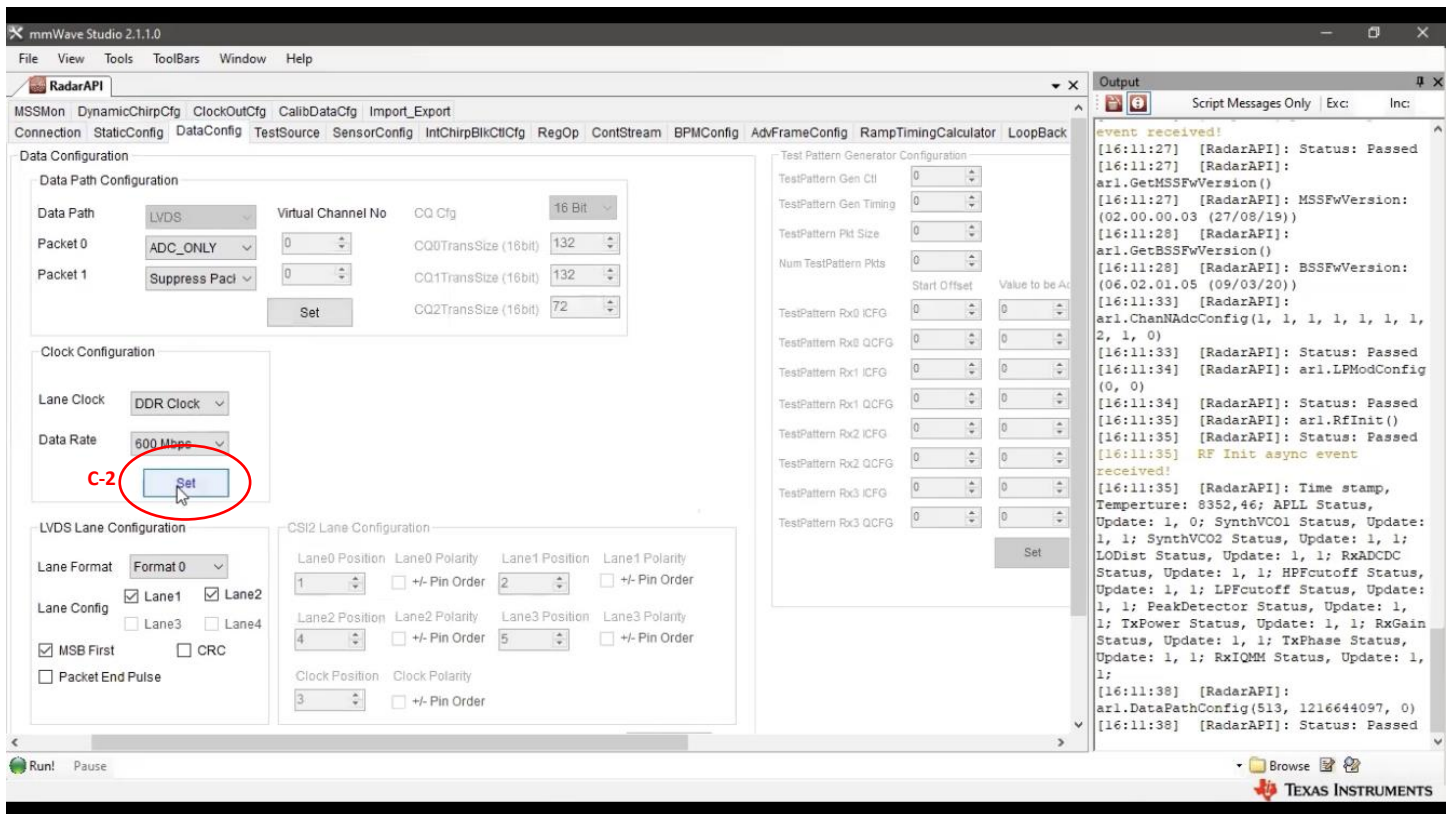 mmWave Studio 2.1.1.0
File View Tools ToolBars Window Help
RadarAPI
MSSMon DynamicChirpCfg ClockOutCfg CalibDataCfg Import_Export
Connection StaticConfig DataConfig TestSource SensorConfig IntChirpBlkCtlCfg RegOp ContStream BPMConfig AdvFrameConfig RampTimingCalculator LoopBack
Data Configuration
Data Path Configuration
Data Path LVDS Virtual Channel No CQ Cfg 16 Bit
Packet 0 ADC_ONLY 0 CQ0TransSize (16bit) 132
Packet 1 Suppress Pacl 0 CQ1TransSize (16bit) 132
Set CQ2TransSize (16bit) 72
Clock Configuration
Lane Clock DDR Clock
Data Rate 600 Mbps
C-2 Set
LVDS Lane Configuration
Lane Format Format 0
Lane Config Lane1 Lane2
Lane3 Lane4
MSB First CRC
Packet End Pulse
CSI2 Lane Configuration
Lane0 Position Lane0 Polarity Lane1 Position Lane1 Polarity
1 +/- Pin Order 2 +/- Pin Order
Lane2 Position Lane2 Polarity Lane3 Position Lane3 Polarity
4 +/- Pin Order 5 +/- Pin Order
Clock Position Clock Polarity
3 +/- Pin Order
Test Pattern Generator Configuration
TestPattern Gen Ctl 0
TestPattern Gen Timing 0
TestPattern Pkt Size 0
Num TestPattern Pkts 0
Start Offset Value to be Ac
TestPattern Rx0 ICFG 0 0
TestPattern Rx0 QCFG 0 0
TestPattern Rx1 ICFG 0 0
TestPattern Rx1 QCFG 0 0
TestPattern Rx2 ICFG 0 0
TestPattern Rx2 QCFG 0 0
TestPattern Rx3 ICFG 0 0
TestPattern Rx3 QCFG 0 0
Set
Output
Script Messages Only Exc: Inc:
event received!
[16:11:27] [RadarAPI]: Status: Passed
[16:11:27] [RadarAPI]:
ar1.GetMSSFwVersion()
[16:11:27] [RadarAPI]: MSSFwVersion:
(02.00.00.03 (27/08/19))
[16:11:28] [RadarAPI]:
ar1.GetBSSFwVersion()
[16:11:28] [RadarAPI]: BSSFwVersion:
(06.02.01.05 (09/03/20))
[16:11:33] [RadarAPI]:
ar1.ChanNAdcConfig(1, 1, 1, 1, 1, 1, 1,
2, 1, 0)
[16:11:33] [RadarAPI]: Status: Passed
[16:11:34] [RadarAPI]: ar1.LPModConfig
(0, 0)
[16:11:34] [RadarAPI]: Status: Passed
[16:11:35] [RadarAPI]: ar1.RfInit()
[16:11:35] [RadarAPI]: Status: Passed
[16:11:35] RF Init async event
received!
[16:11:35] [RadarAPI]: Time stamp,
Temperture: 8352,46; APLL Status,
Update: 1, 0; SynthVCO1 Status, Update:
1, 1; SynthVCO2 Status, Update: 1, 1;
LODist Status, Update: 1, 1; RxADCDC
Status, Update: 1, 1; HPFcutoff Status,
Update: 1, 1; LPFcutoff Status, Update:
1, 1; PeakDetector Status, Update: 1,
1; TxPower Status, Update: 1, 1; RxGain
Status, Update: 1, 1; TxPhase Status,
Update: 1, 1; RxIQMM Status, Update: 1,
1;
[16:11:38] [RadarAPI]:
ar1.DataPathConfig(513, 1216644097, 0)
[16:11:38] [RadarAPI]: Status: Passed
Run! Pause
Browse
TEXAS INSTRUMENTS